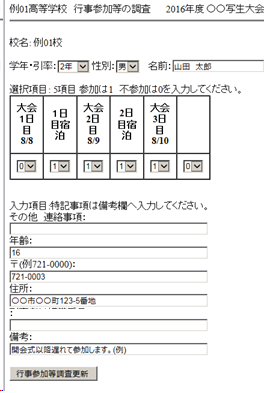 例01高等学校 行事参加等の調査 2016年度 〇〇写生大会
校名: 例01校
学年・引率: 2年 性別: 男 名前: 山田 太郎
選択項目: 5項目 参加は1 不参加は0を入力してください。
大会1日目 8/8 1日目宿泊 大会2日目 8/9 2日目宿泊 大会3日目 8/10
0 1 1 1 1
入力項目:特記事項は備考欄へ入力してください。
その他 連絡事項:
年齢:
16
〒(例721-0000):
721-0003
住所:
〇〇市〇〇町123-5番地
備考:
開会式以降遅れて参加します。(例)
行事参加等調査更新